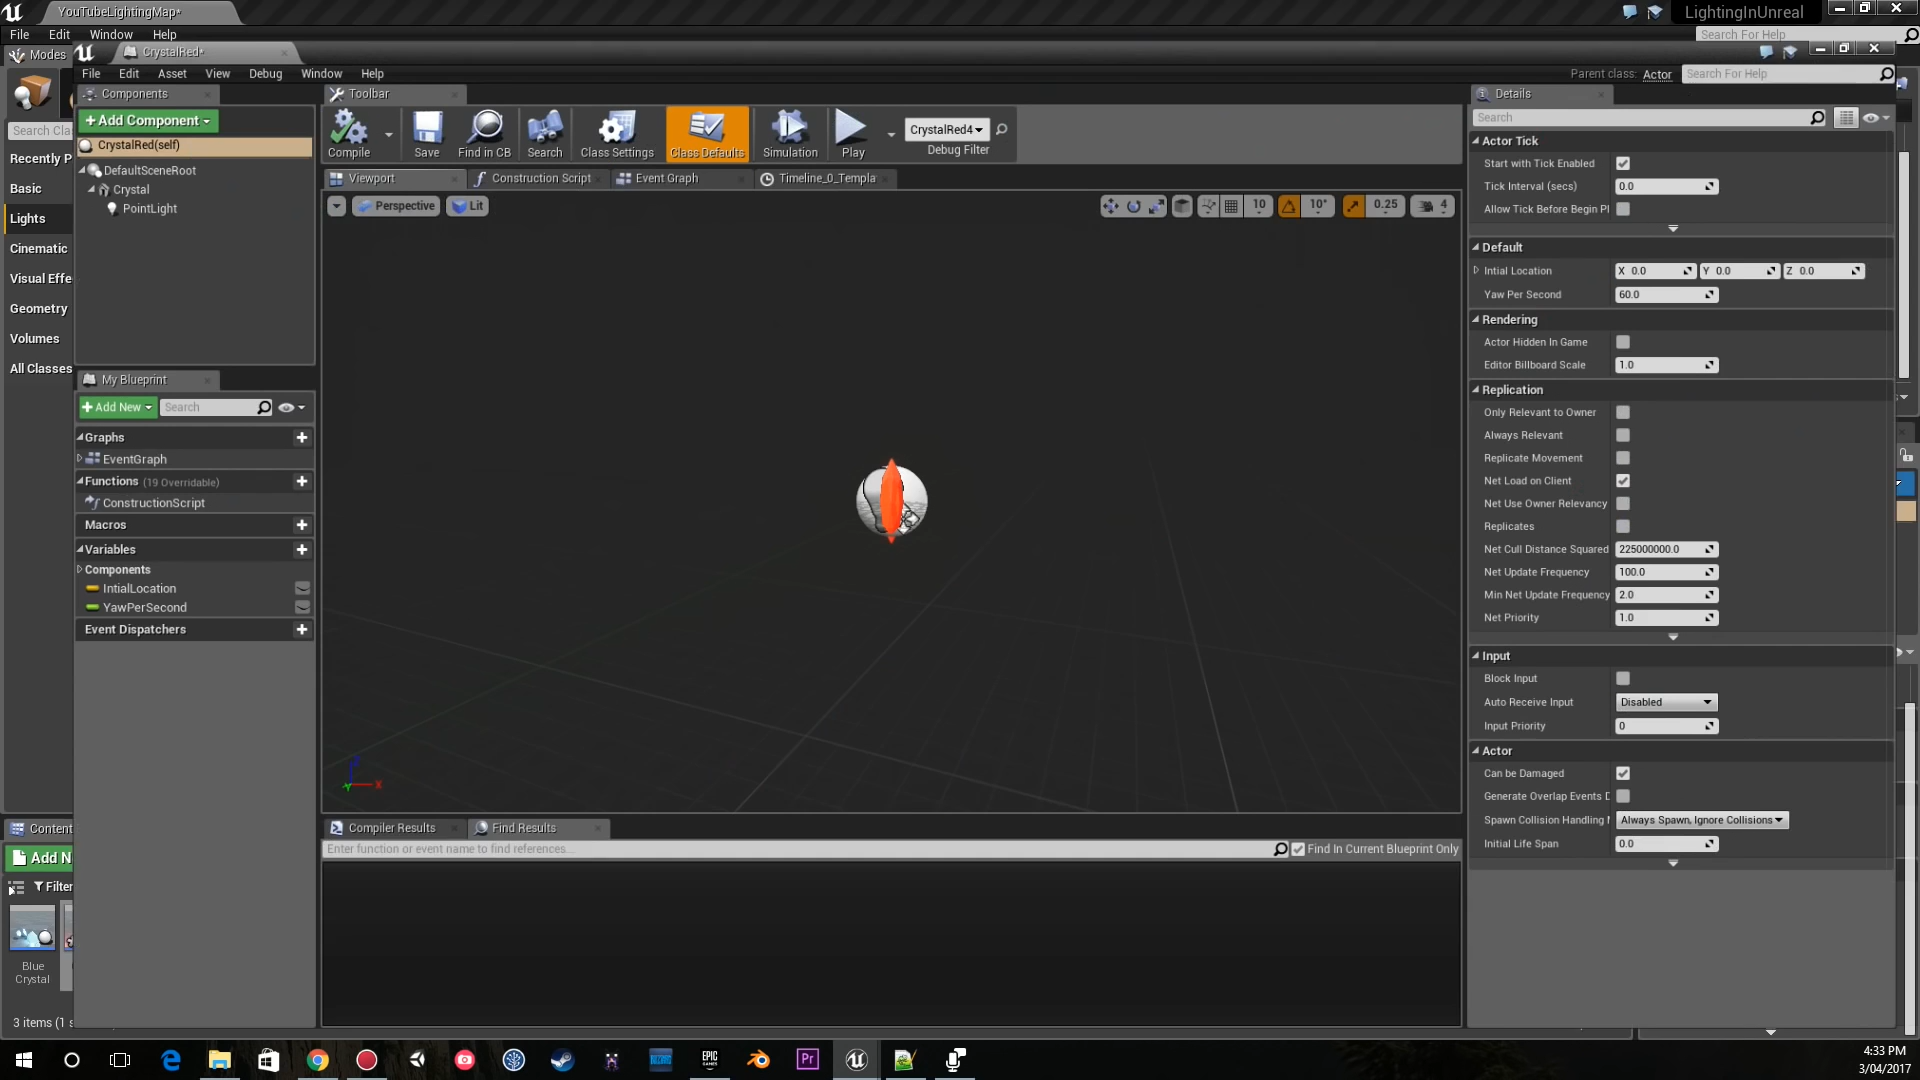 YouTubeLightingMap*
LightingInUnreal
File Edit Window Help
Search For Help
Modes
CrystalRed*
File Edit Asset View Debug Window Help
Parent class: Actor
Search For Help
Components
Toolbar
Details
Add Component
Search
Search Cla
CrystalRed(self)
Compile
Save
Find in CB
Search
Class Settings
Class Defaults
Simulation
Play
CrystalRed4
Debug Filter
Actor Tick
Recently P
Start with Tick Enabled
DefaultSceneRoot
Viewport
Construction Script
Event Graph
Timeline_0_Templa
Basic
Crystal
Tick Interval (secs) 0.0
PointLight
Perspective
Lit
10
10°
0.25
4
Allow Tick Before Begin Pl
Lights
Cinematic
Default
Visual Effe
Intial Location X 0.0 Y 0.0 Z 0.0
Yaw Per Second 60.0
Geometry
Rendering
Volumes
Actor Hidden In Game
All Classes
Editor Billboard Scale 1.0
My Blueprint
Replication
Add New
Search
Only Relevant to Owner
Graphs
Always Relevant
EventGraph
Replicate Movement
Functions (19 Overridable)
Net Load on Client
ConstructionScript
Net Use Owner Relevancy
Macros
Replicates
Variables
Net Cull Distance Squared 225000000.0
Components
Net Update Frequency 100.0
IntialLocation
Min Net Update Frequency 2.0
YawPerSecond
Net Priority 1.0
Event Dispatchers
Input
Block Input
Auto Receive Input Disabled
Input Priority 0
Actor
X
Can be Damaged
Generate Overlap Events D
Spawn Collision Handling M Always Spawn, Ignore Collisions
Content
Compiler Results
Find Results
Initial Life Span 0.0
Enter function or event name to find references...
Find In Current Blueprint Only
Add N
Filter
Blue
Crystal
3 items (1 s
EPIC
GAMES
Pr
4:33 PM
3/04/2017